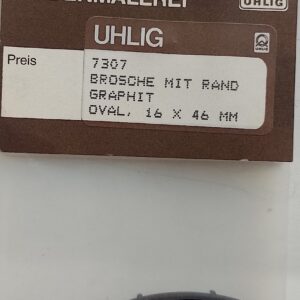 UHLIG
UHLIG
Preis
7307
BROSCHE MIT RAND
GRAPHIT
OVAL, 16 X 46 MM